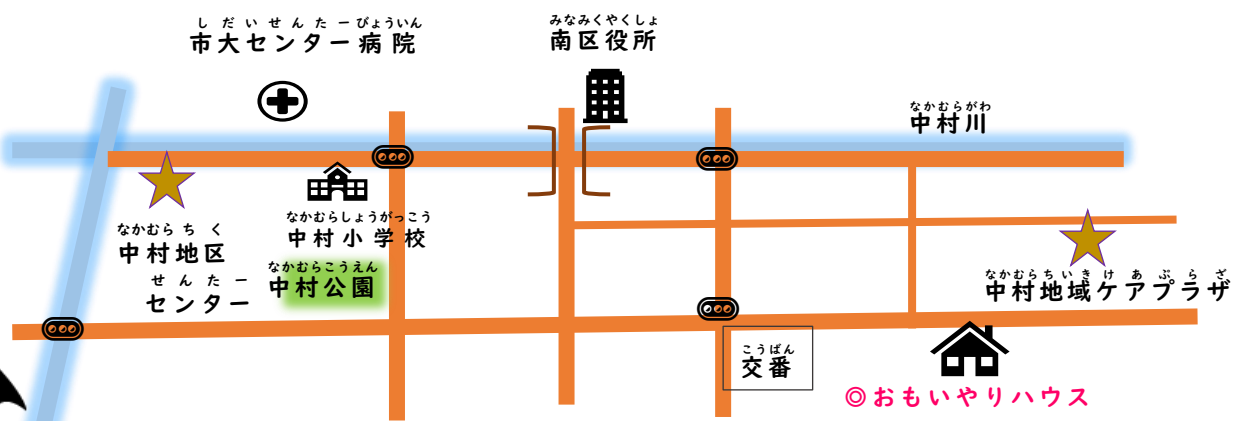 しだいせんたーびょういん
市大センター病院
みなみくやくしょ
南区役所
なかむらがわ
中村川
なかむらちく
中村地区
せんたー
センター
なかむらしょうがっこう
中村小学校
なかむらこうえん
中村公園
なかむらちいきけあぷらざ
中村地域ケアプラザ
こうばん
交番
◎おもいやりハウス